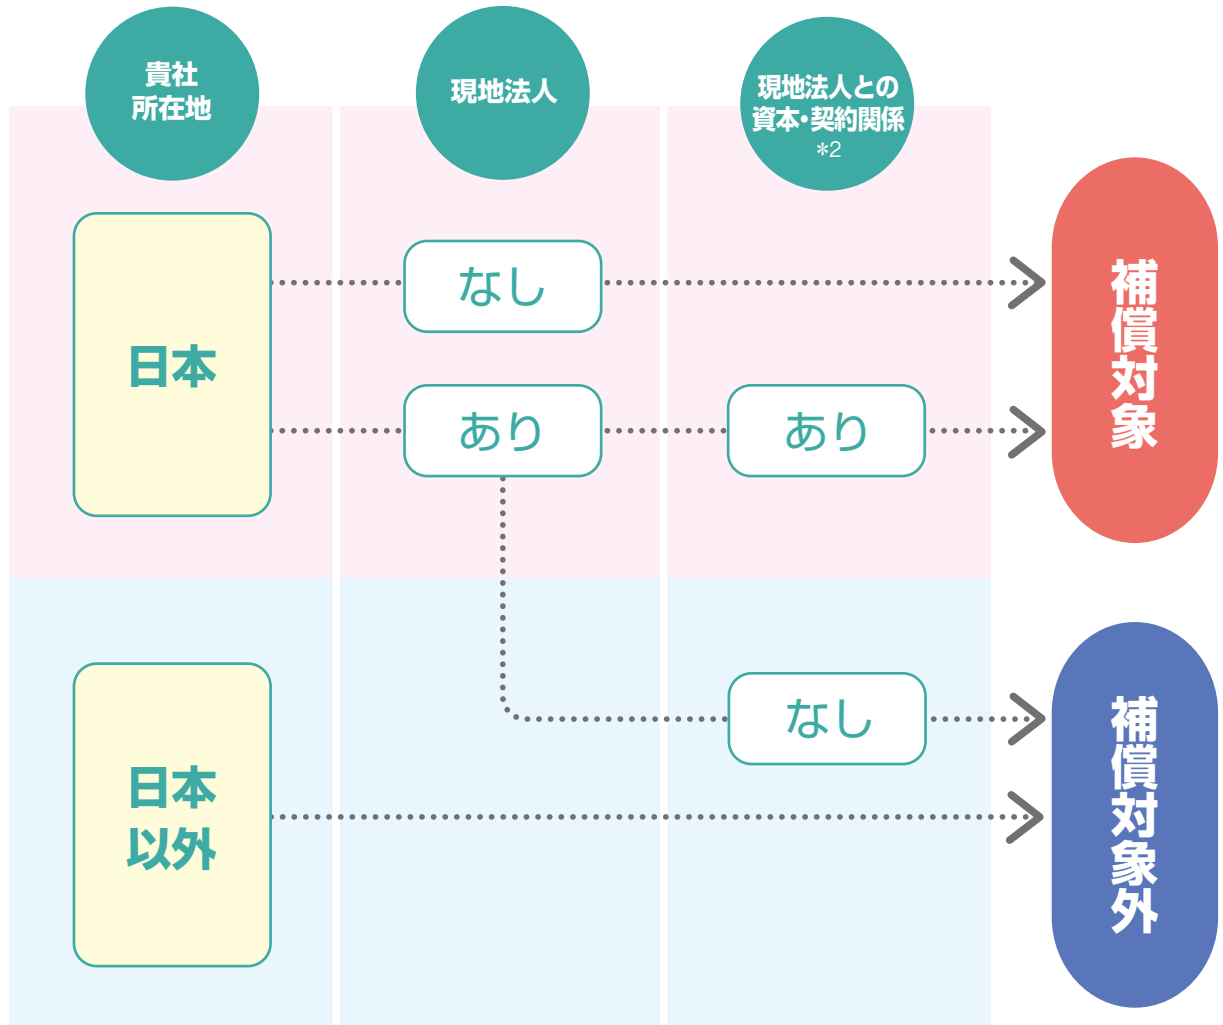 貴社
所在地
現地法人
現地法人との
資本・契約関係
*2
日本
なし
あり
あり
補償対象
日本
以外
なし
補償対象外